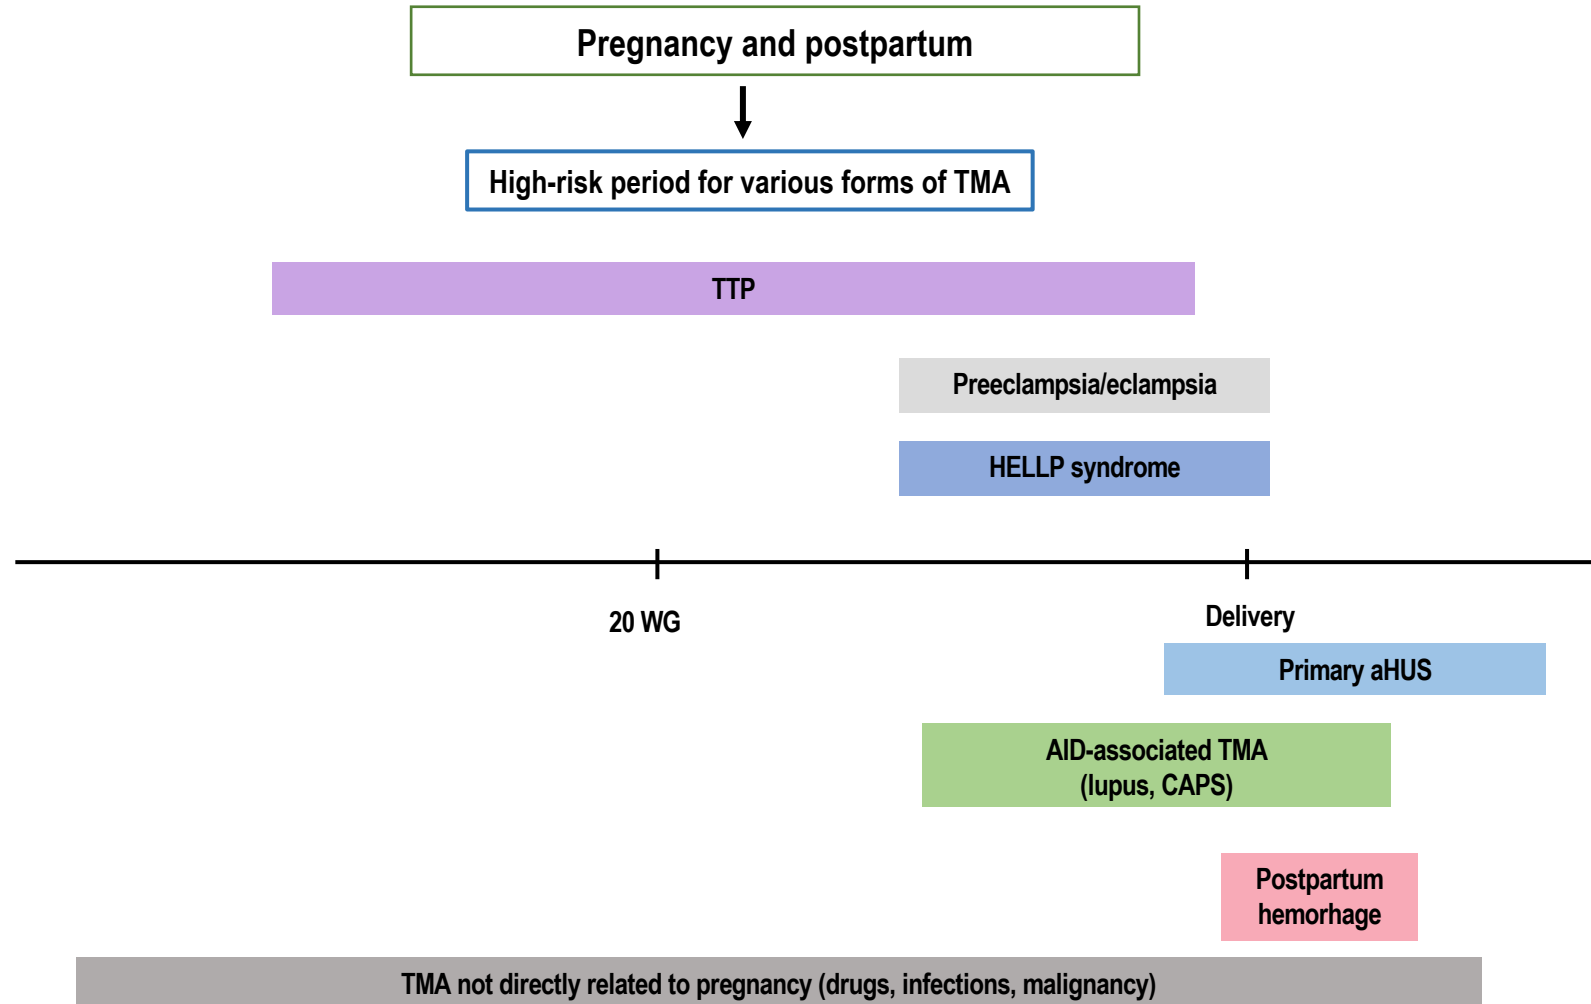 Pregnancy and postpartum
High-risk period for various forms of TMA
TTP
Preeclampsia/eclampsia
HELLP syndrome
20 WG
Delivery
Primary aHUS
AID-associated TMA
(lupus, CAPS)
Postpartum
hemorhage
TMA not directly related to pregnancy (drugs, infections, malignancy)